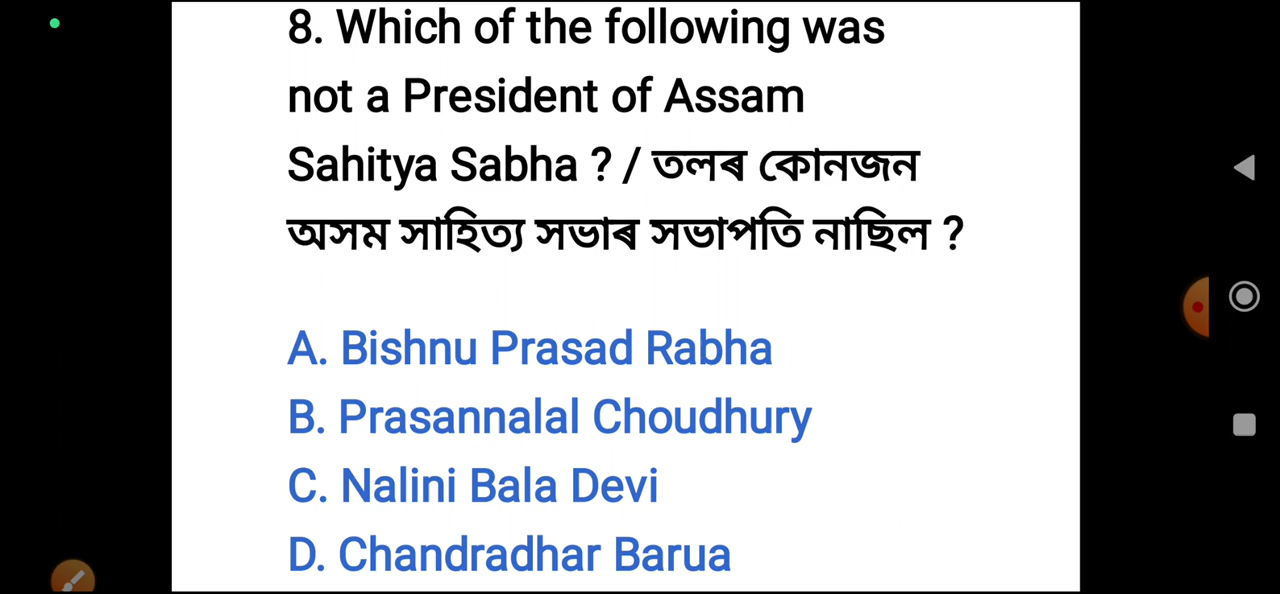 8. Which of the following was
not a President of Assam
Sahitya Sabha ? / তলৰ কোনজন
অসম সাহিত্য সভাৰ সভাপতি নাছিল ?
A. Bishnu Prasad Rabha
B. Prasannalal Choudhury
C. Nalini Bala Devi
D. Chandradhar Barua